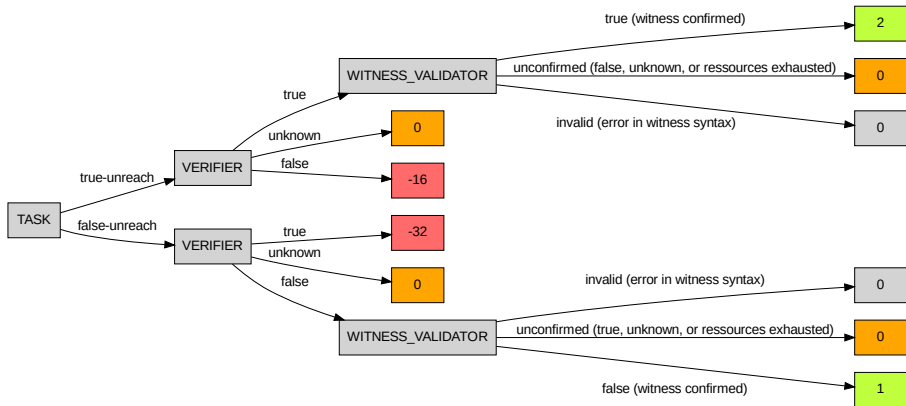 true (witness confirmed)
2
WITNESS_VALIDATOR
unconfirmed (false, unknown, or ressources exhausted)
0
true
invalid (error in witness syntax)
0
unknown
0
VERIFIER
false
-16
true-unreach
TASK
false-unreach
VERIFIER
true
-32
unknown
0
false
invalid (error in witness syntax)
0
WITNESS_VALIDATOR
unconfirmed (true, unknown, or ressources exhausted)
0
false (witness confirmed)
1